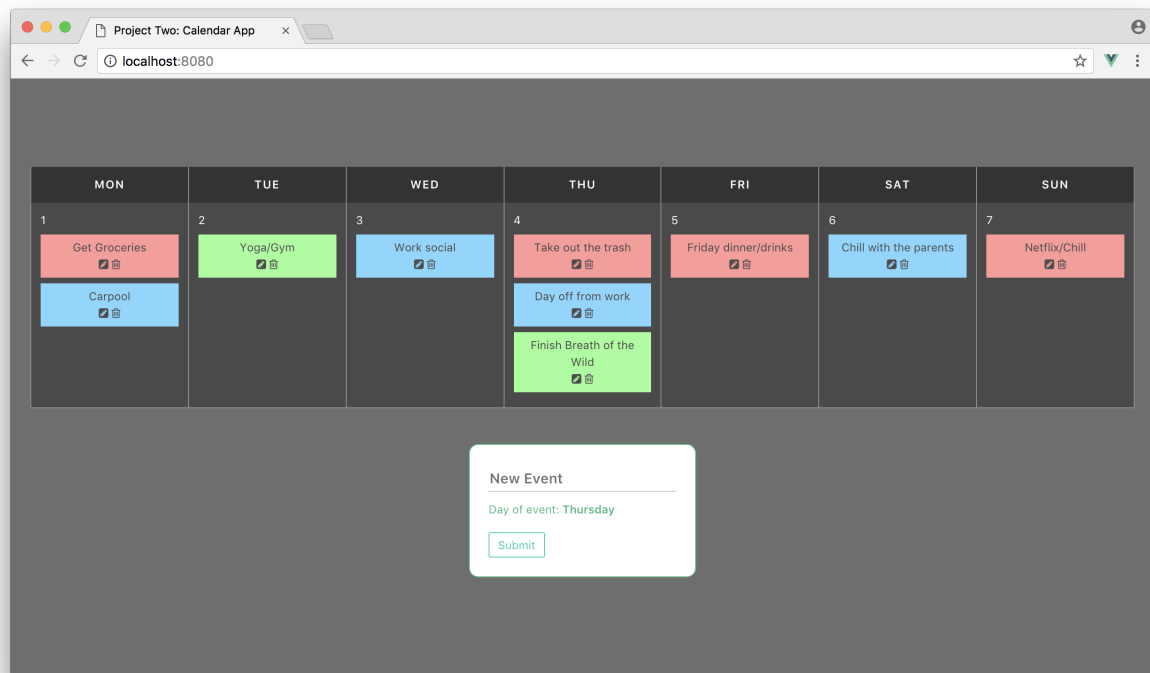 Project Two: Calendar App
localhost:8080
MON TUE WED THU FRI SAT SUN
1 2 3 4 5 6 7
Get Groceries Yoga/Gym Work social Take out the trash Friday dinner/drinks Chill with the parents Netflix/Chill
Carpool Day off from work
Finish Breath of the
Wild
New Event
Day of event: Thursday
Submit